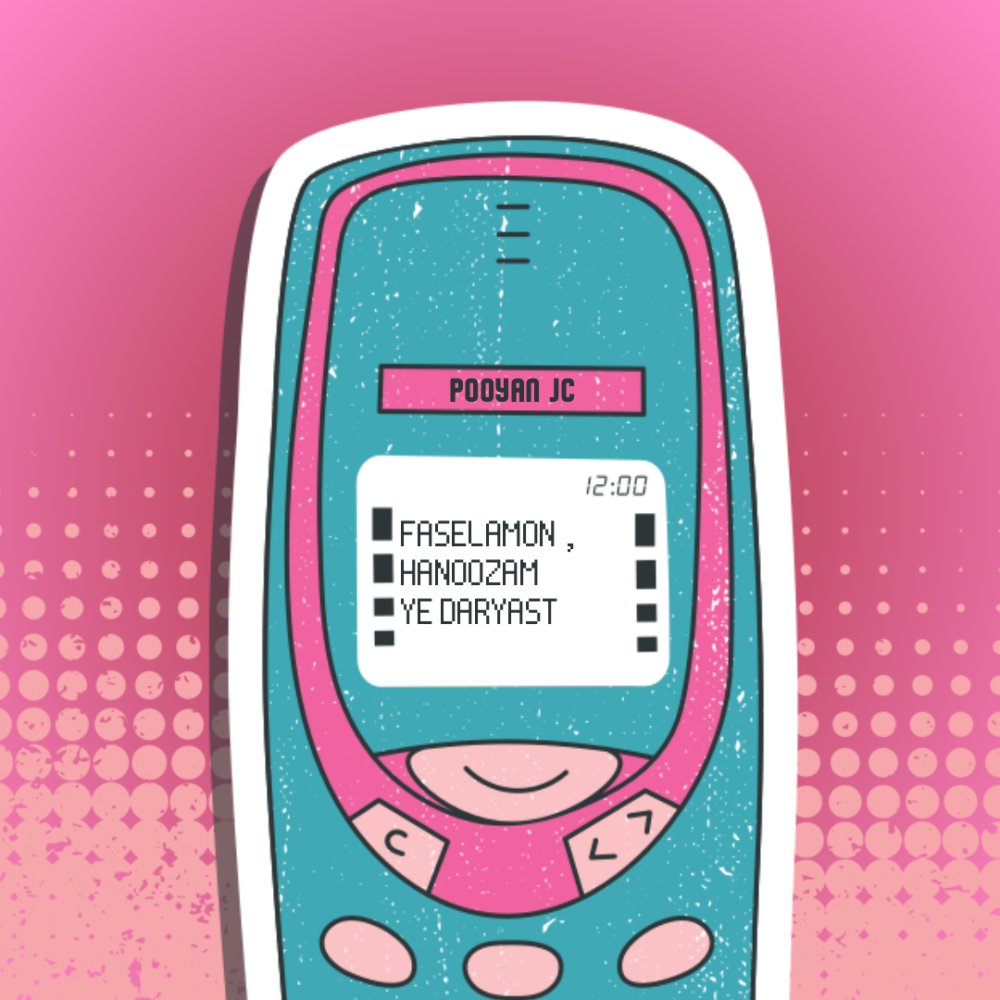 POOYAN JC
12:00
FASELAMON ,
HANOOZAM
YE DARYAST
C
< >